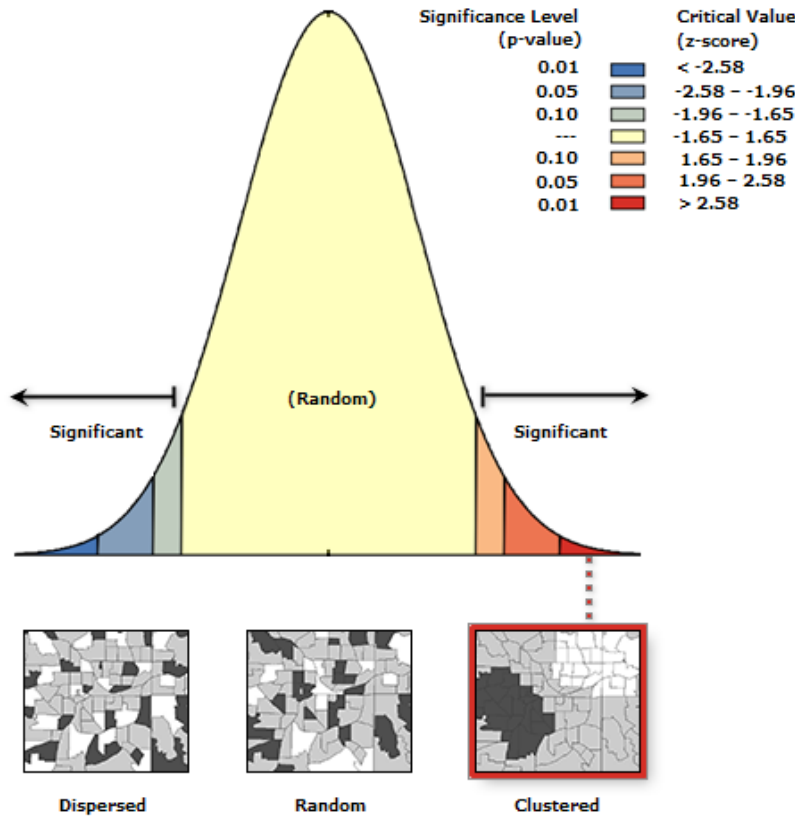 Significance Level Critical Value
(p-value) (z-score)
0.01 < -2.58
0.05 -2.58 – -1.96
0.10 -1.96 – -1.65
--- -1.65 – 1.65
0.10 1.65 – 1.96
0.05 1.96 – 2.58
0.01 > 2.58
(Random)
Significant Significant
Dispersed Random Clustered